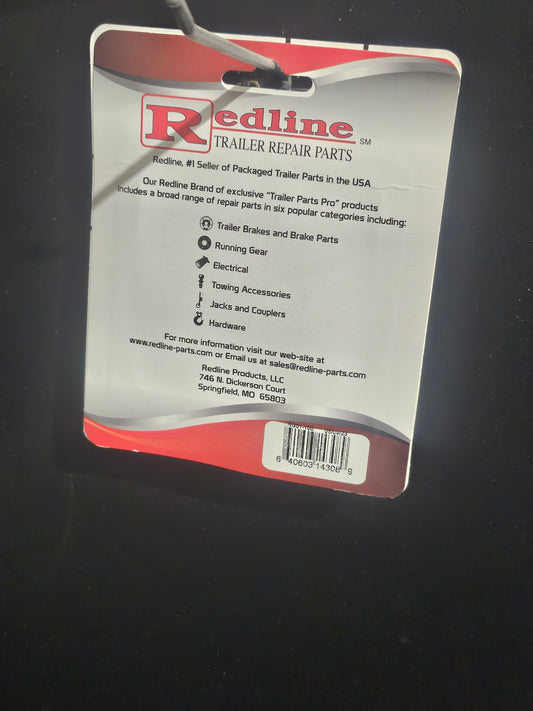 Redline SM
TRAILER REPAIR PARTS
Redline, #1 Seller of Packaged Trailer Parts in the USA
Our Redline Brand of exclusive "Trailer Parts Pro" products
includes a broad range of repair parts in six popular categories including:
Trailer Brakes and Brake Parts
Running Gear
Electrical
Towing Accessories
Jacks and Couplers
Hardware
For more information visit our web-site at
www.redline-parts.com or Email us at sales@redline-parts.com
Redline Products, LLC
746 N. Dickerson Court
Springfield, MO 65803
6 40603 14308 9